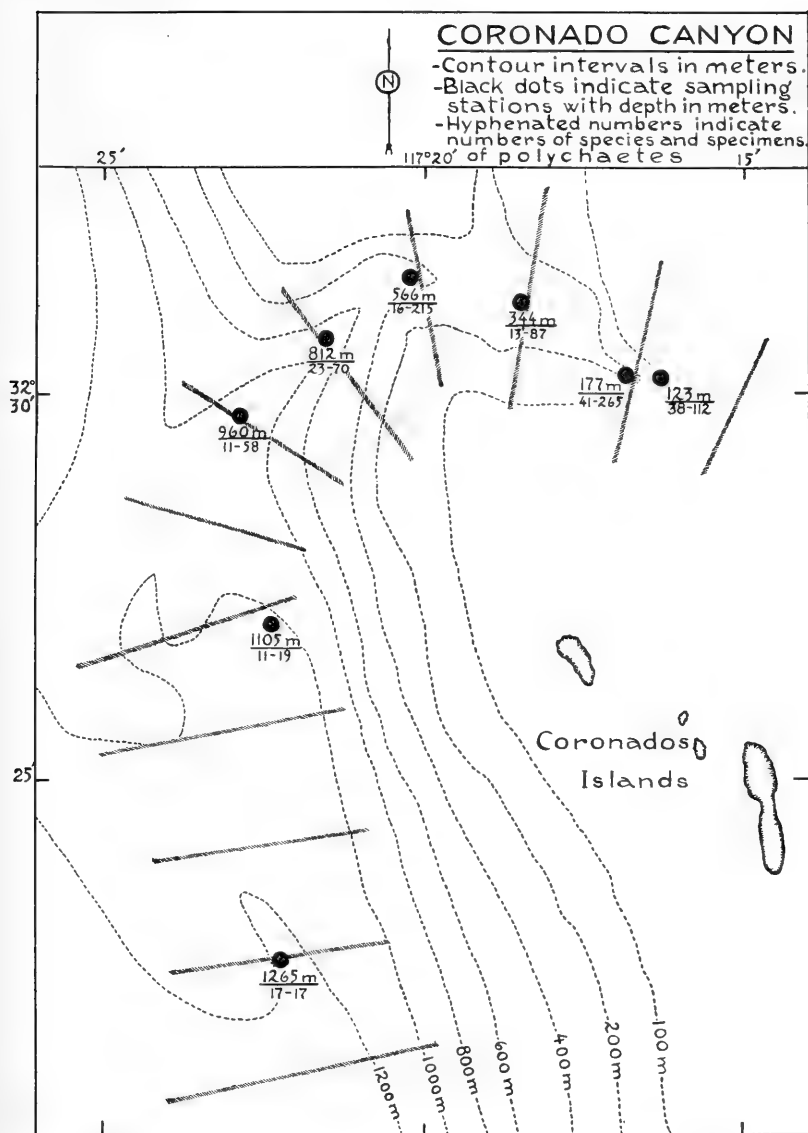 CORONADO CANYON
N
-Contour intervals in meters.
-Black dots indicate sampling
stations with depth in meters.
-Hyphenated numbers indicate
numbers of species and specimens
of polychaetes
25'
117°20'
15'
566m
16-215
344m
13-87
812m
23-70
177m
41-265
123m
38-112
32°
30'
960m
11-58
1105m
11-19
Coronados
Islands
25'
1265m
17-17
1200m
1000m
800m
600m
400m
200m
100m